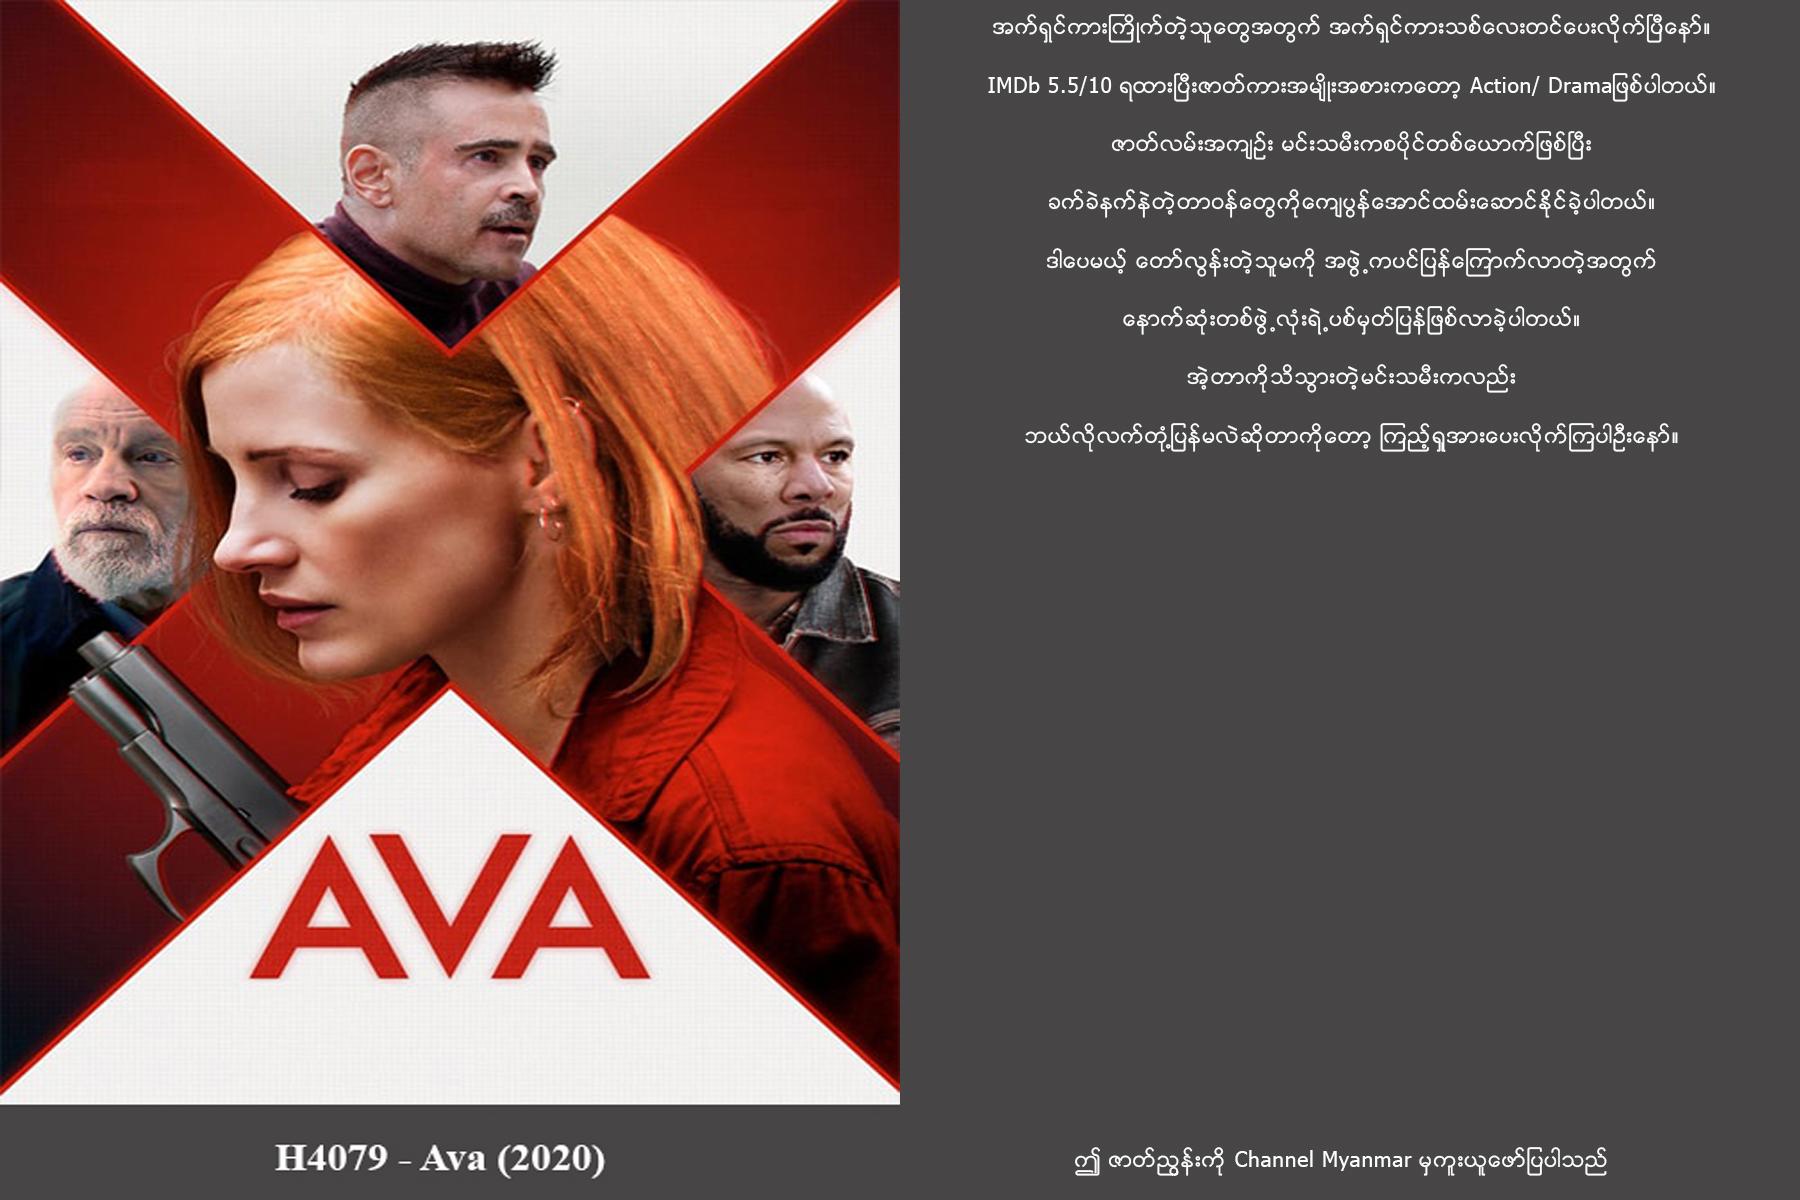 AVA
H4079 - Ava (2020)
အက်ရှင်ကားကြိုက်တဲ့သူတွေအတွက် အက်ရှင်ကားသစ်လေးတင်ပေးလိုက်ပြီနော်။
IMDb 5.5/10 ရထားပြီးဇာတ်ကားအမျိုးအစားကတော့ Action/ Dramaဖြစ်ပါတယ်။
ဇာတ်လမ်းအကျဉ်း မင်းသမီးကစပိုင်တစ်ယောက်ဖြစ်ပြီး
ခက်ခဲနက်နဲတဲ့တာဝန်တွေကိုကျေပွန်အောင်ထမ်းဆောင်နိုင်ခဲ့ပါတယ်။
ဒါပေမယ့် တော်လွန်းတဲ့သူမကို အဖွဲ့ကပင်ပြန်ကြောက်လာတဲ့အတွက်
နောက်ဆုံးတစ်ဖွဲ့လုံးရဲ့ပစ်မှတ်ပြန်ဖြစ်လာခဲ့ပါတယ်။
အဲ့တာကိုသိသွားတဲ့မင်းသမီးကလည်း
ဘယ်လိုလက်တုံ့ပြန်မလဲဆိုတာကိုတော့ ကြည့်ရှုအားပေးလိုက်ကြပါဦးနော်။
ဤ ဇာတ်ညွှန်းကို Channel Myanmar မှကူးယူဖော်ပြပါသည်